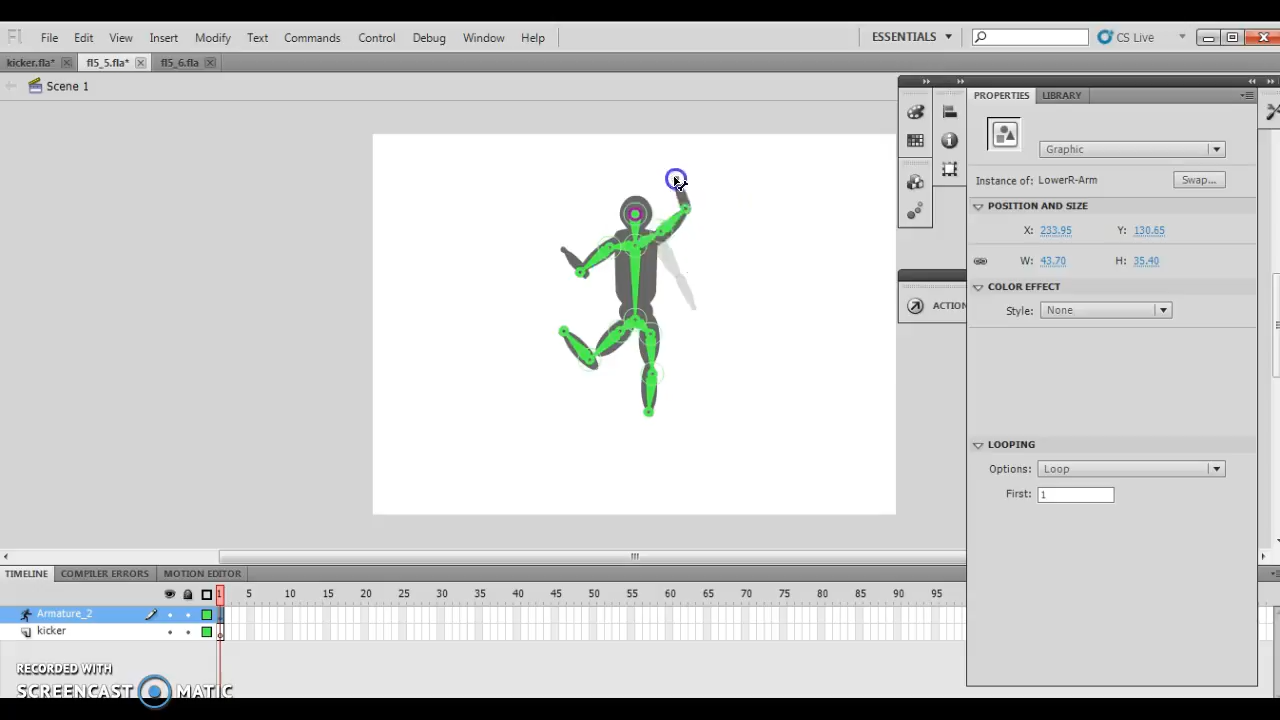 Fl File Edit View Insert Modify Text Commands Control Debug Window Help ESSENTIALS CS Live
kicker.fla* fl5_5.fla* fl5_6.fla
Scene 1
PROPERTIES LIBRARY
Graphic
Instance of: LowerR-Arm Swap...
POSITION AND SIZE
X: 233.95 Y: 130.65
W: 43.70 H: 35.40
COLOR EFFECT
ACTION
Style: None
LOOPING
Options: Loop
First: 1
TIMELINE COMPILER ERRORS MOTION EDITOR
1 5 10 15 20 25 30 35 40 45 50 55 60 65 70 75 80 85 90 95
Armature_2
kicker
RECORDED WITH
SCREENCAST MATIC